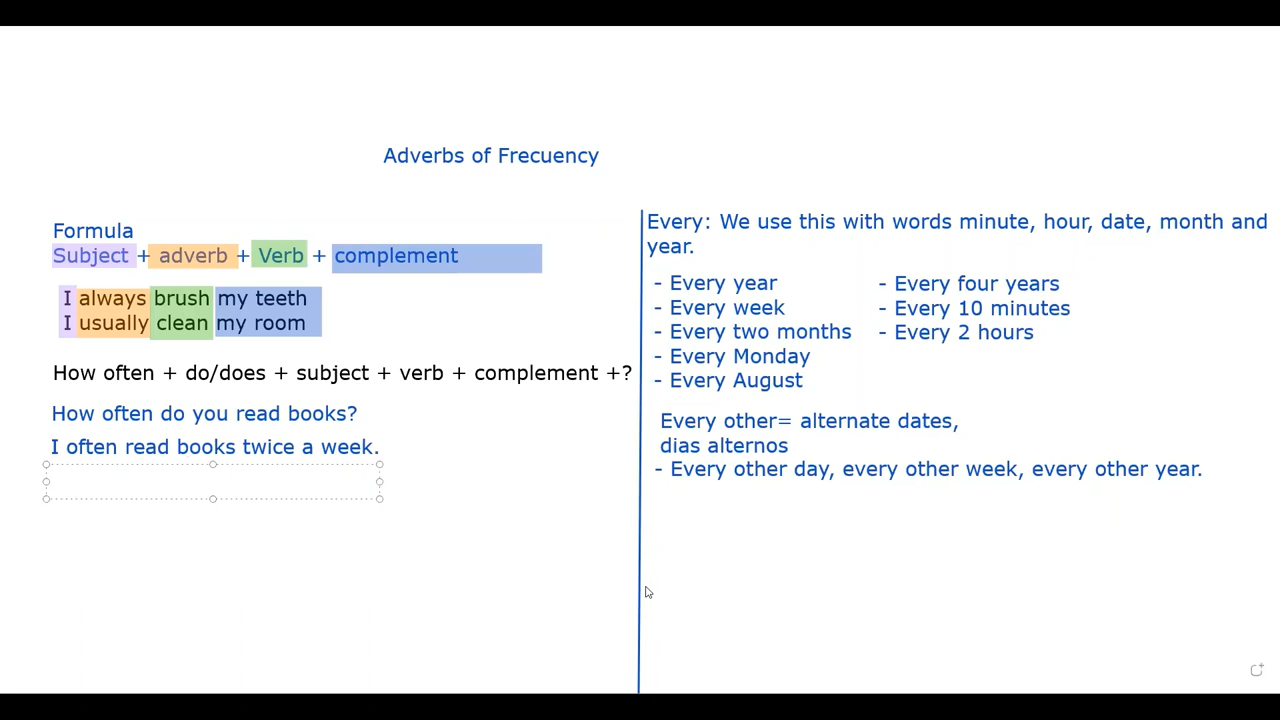 Adverbs of Frecuency
Formula
Subject + adverb + Verb + complement
I always brush my teeth
I usually clean my room
How often + do/does + subject + verb + complement +?
How often do you read books?
I often read books twice a week.
Every: We use this with words minute, hour, date, month and
year.
- Every year
- Every week
- Every two months
- Every Monday
- Every August
- Every four years
- Every 10 minutes
- Every 2 hours
Every other= alternate dates,
dias alternos
- Every other day, every other week, every other year.